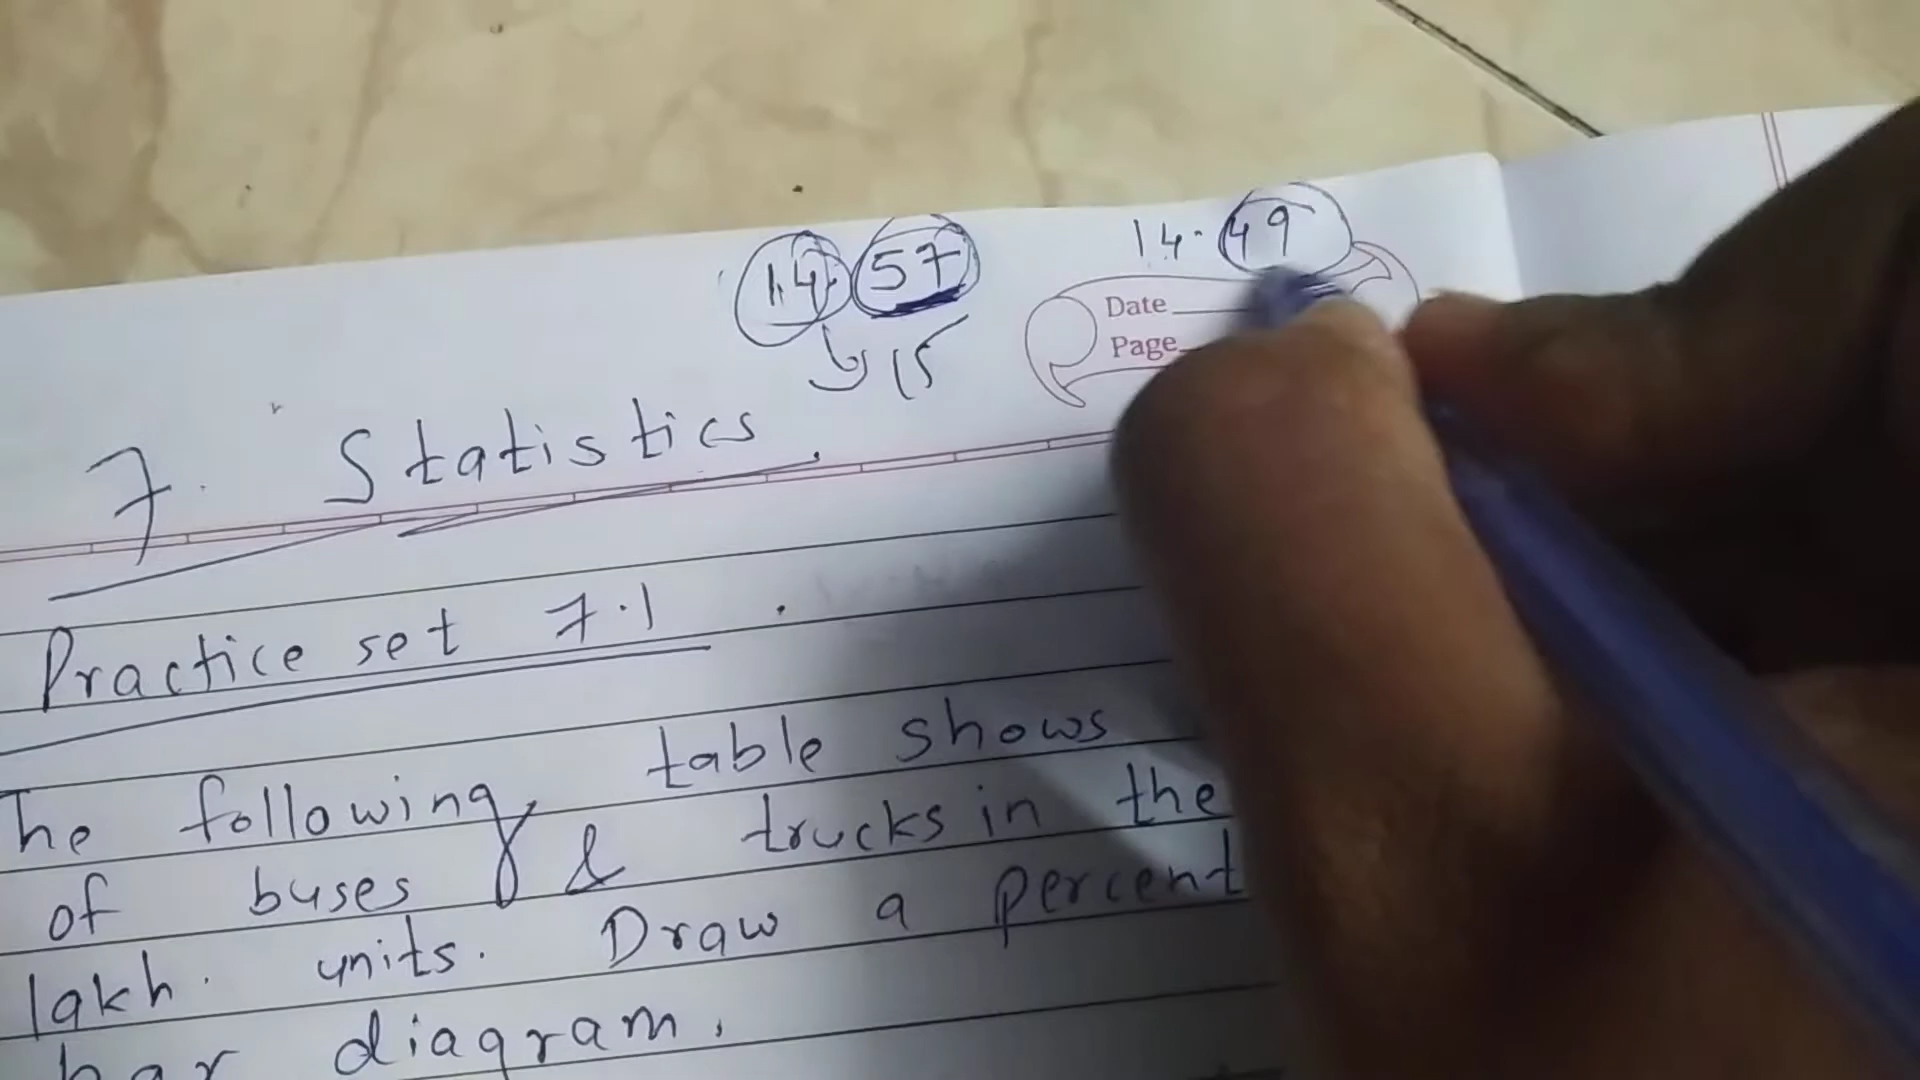 14.57 14.49
15
Date
Page
7. Statistics.
Practice set 7.1.
The following table shows
of buses & trucks in the
lakh. units. Draw a percent
bar diagram.